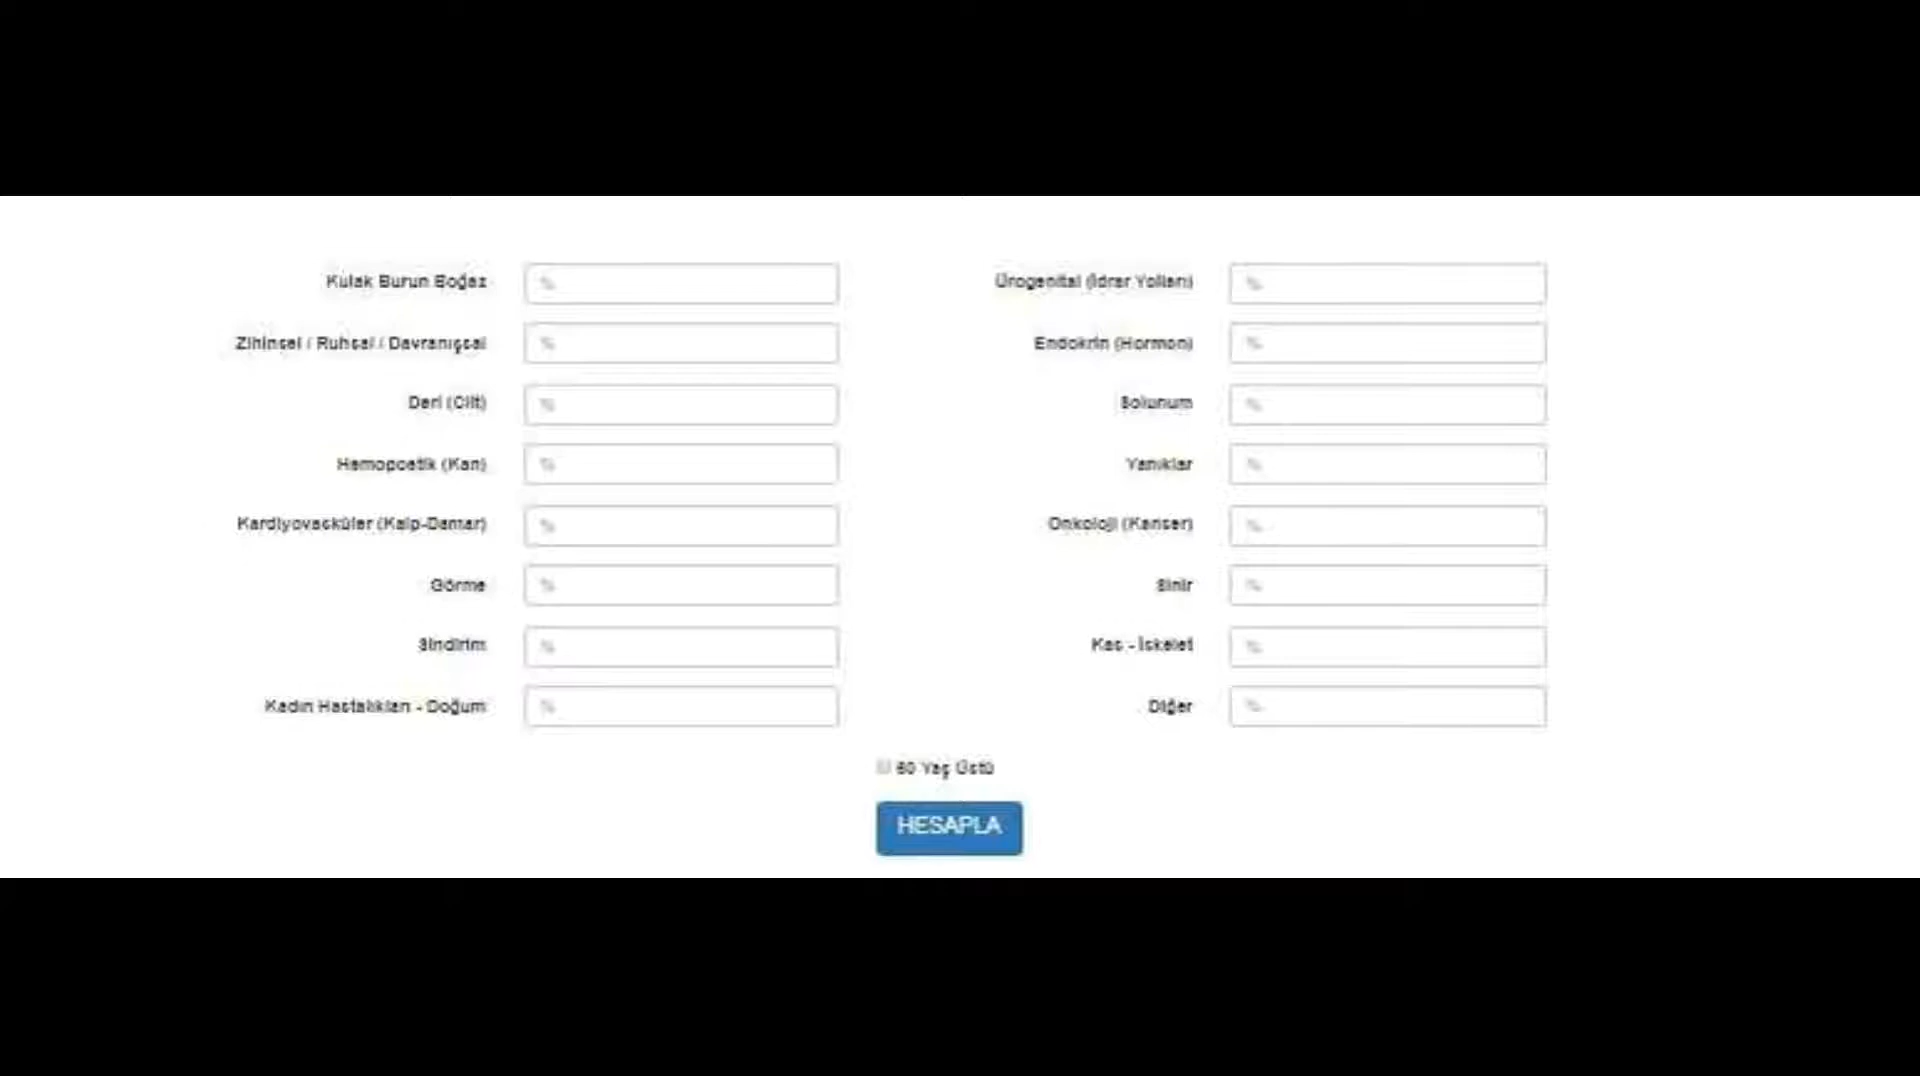 Kulak Burun Boğaz %
Ürogenital (İdrar Yolları) %
Zihinsel / Ruhsal / Davranışsal %
Endokrin (Hormon) %
Deri (Cilt) %
Solunum %
Hemopoetik (Kan) %
Yanıklar %
Kardiyovasküler (Kalp-Damar) %
Onkoloji (Kanser) %
Görme %
Sinir %
Sindirim %
Kas - İskelet %
Kadın Hastalıkları - Doğum %
Diğer %
60 Yaş Üstü
HESAPLA